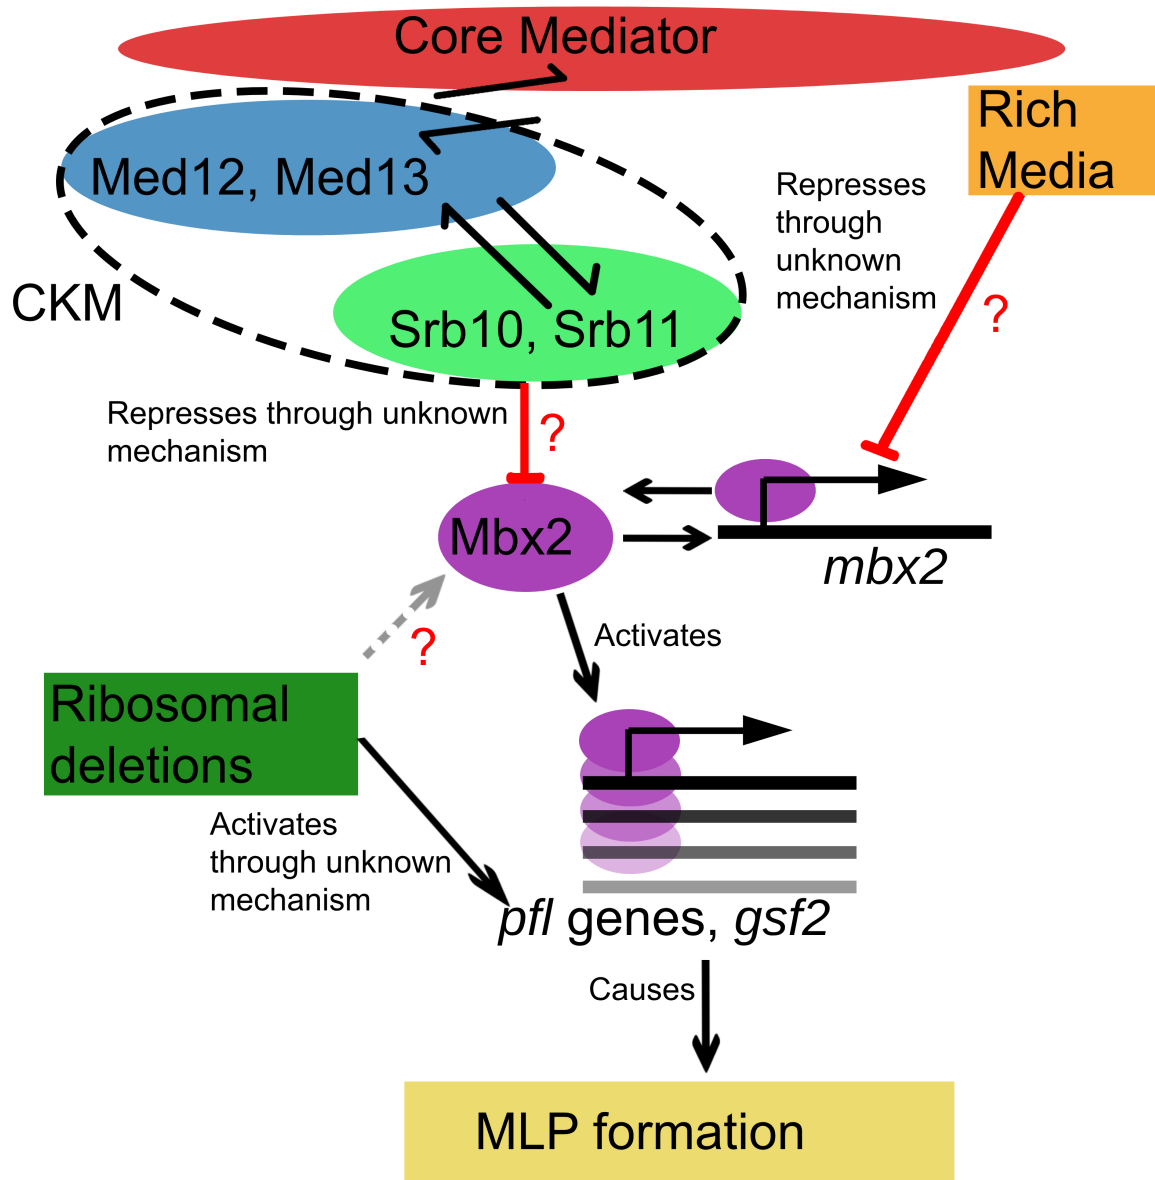 Core Mediator
Rich
Media
Med12, Med13
Represses
through
unknown
mechanism
CKM
?
Srb10, Srb11
Represses through unknown
mechanism
?
Mbx2
mbx2
?
Activates
Ribosomal
deletions
Activates
through unknown
mechanism
pfl genes, gsf2
Causes
MLP formation